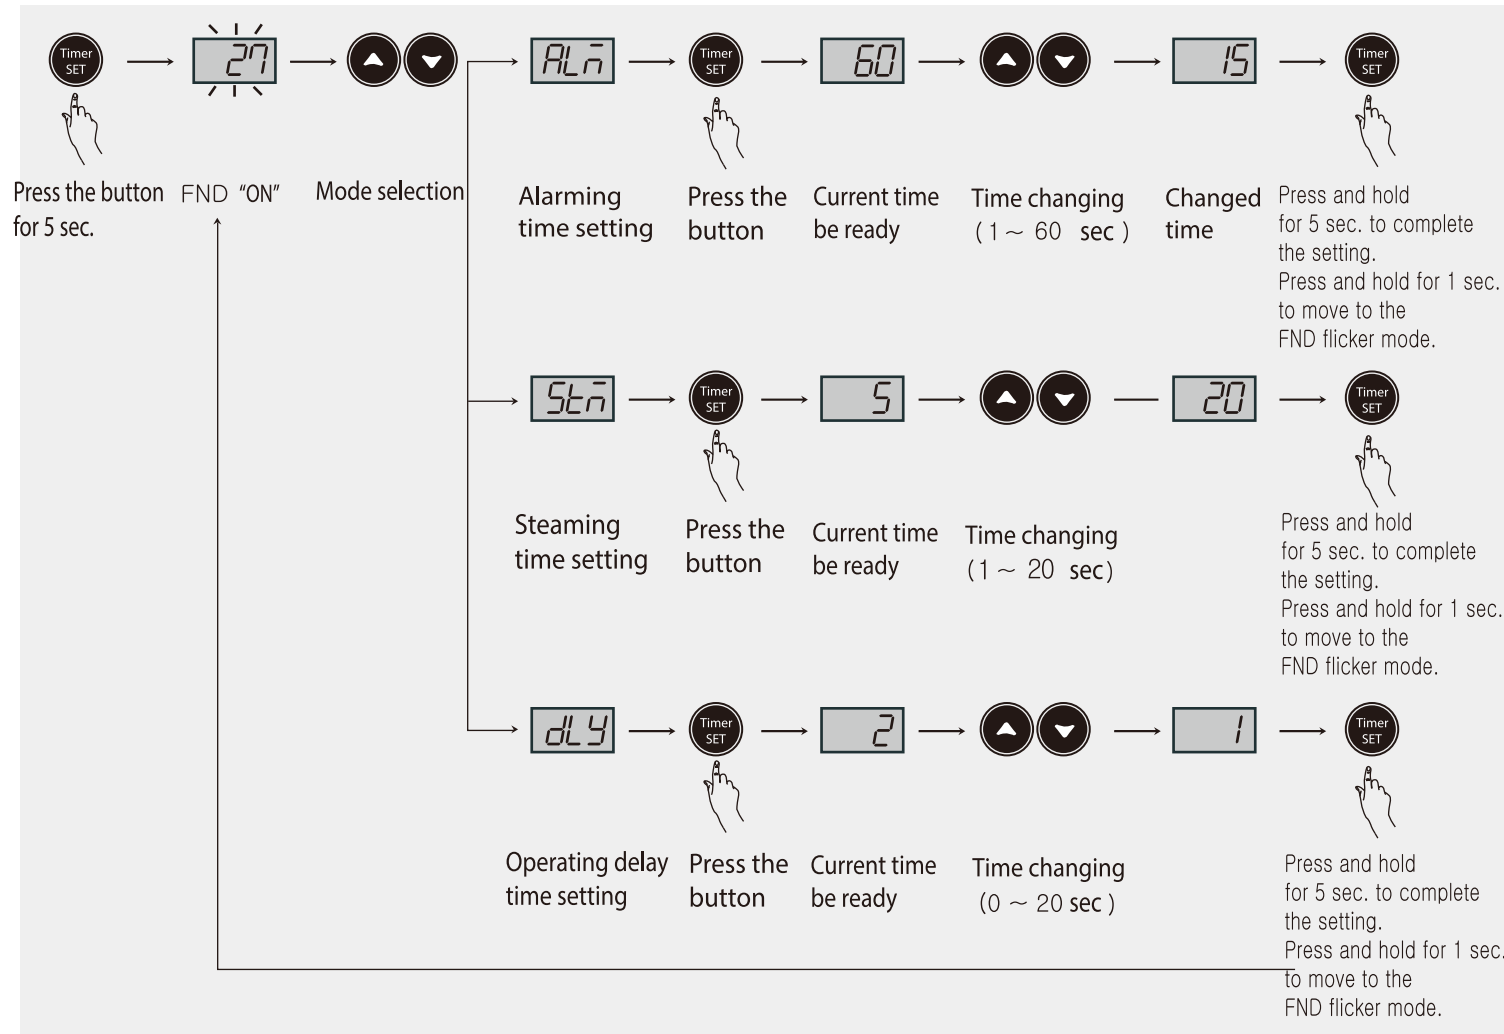 Timer
SET
27
ALm
Timer
SET
60
15
Timer
SET
Press the button
for 5 sec.
FND "ON"
Mode selection
Alarming
time setting
Press the
button
Current time
be ready
Time changing
(1~ 60 sec)
Changed
time
Press and hold
for 5 sec. to complete
the setting.
Press and hold for 1 sec.
to move to the
FND flicker mode.
Stm
Timer
SET
5
20
Timer
SET
Steaming
time setting
Press the
button
Current time
be ready
Time changing
(1~ 20 sec)
Press and hold
for 5 sec. to complete
the setting.
Press and hold for 1 sec.
to move to the
FND flicker mode.
dLY
Timer
SET
2
1
Timer
SET
Operating delay
time setting
Press the
button
Current time
be ready
Time changing
(0 ~ 20 sec)
Press and hold
for 5 sec. to complete
the setting.
Press and hold for 1 sec.
to move to the
FND flicker mode.